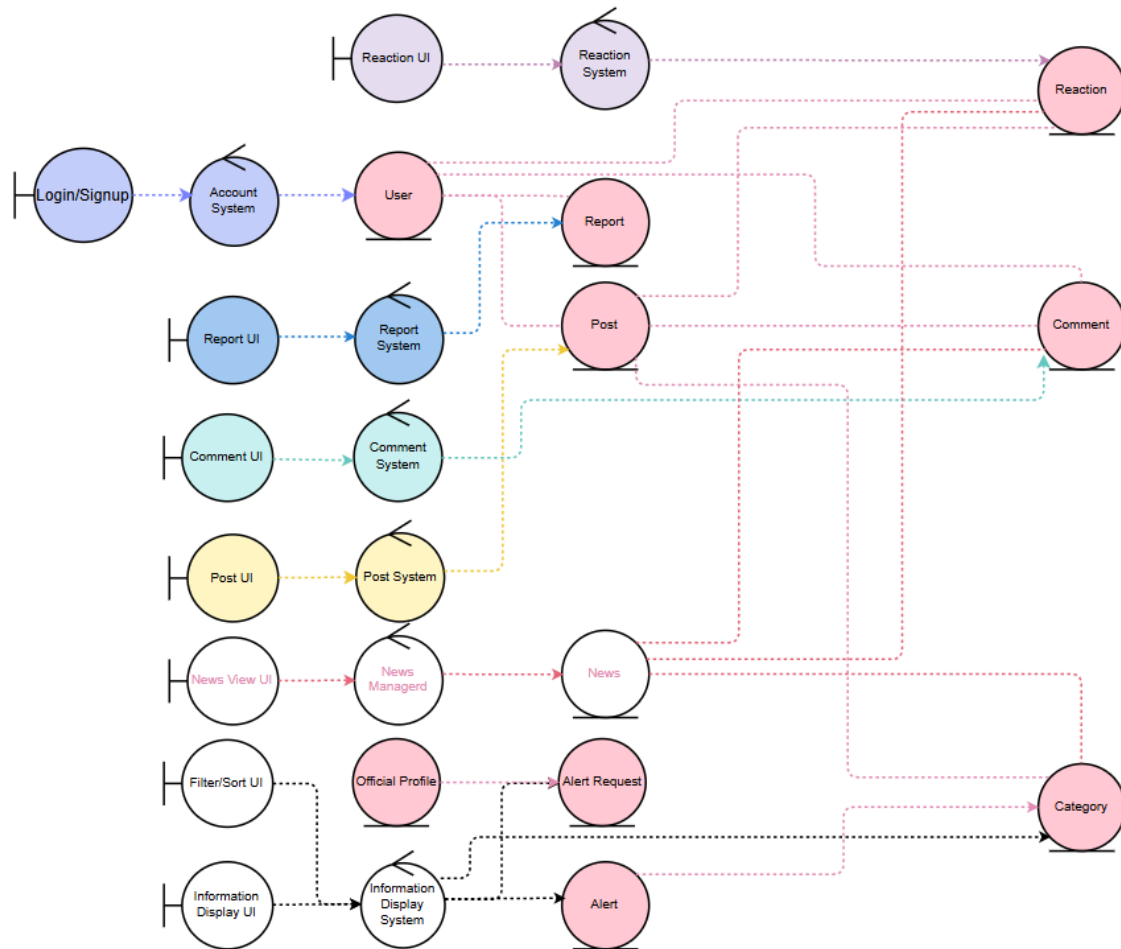 Reaction UI
Reaction
System
Reaction
Login/Signup
Account
System
User
Report
Report UI
Report
System
Post
Comment
Comment UI
Comment
System
Post UI
Post System
News View UI
News
Managerd
News
Filter/Sort UI
Official Profile
Alert Request
Category
Information
Display UI
Information
Display
System
Alert